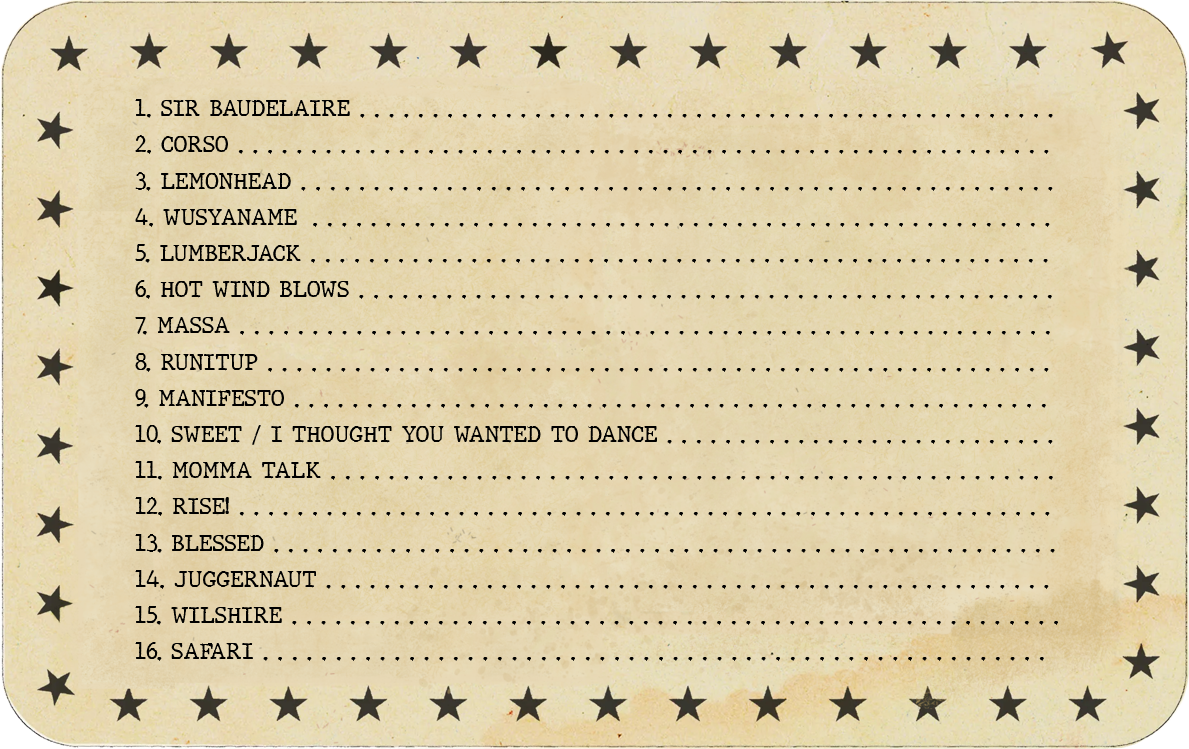 1. SIR BAUDELAIRE . . . . . . . . . . . . . . . . . . . . . . . . . . . . . . . . . . . . . . . . . . . .
2. CORSO . . . . . . . . . . . . . . . . . . . . . . . . . . . . . . . . . . . . . . . . . . . . . . . . . . .
3. LEMONHEAD . . . . . . . . . . . . . . . . . . . . . . . . . . . . . . . . . . . . . . . . . . . . . . .
4. WUSYANAME . . . . . . . . . . . . . . . . . . . . . . . . . . . . . . . . . . . . . . . . . . . . . .
5. LUMBERJACK . . . . . . . . . . . . . . . . . . . . . . . . . . . . . . . . . . . . . . . . . . . . . .
6. HOT WIND BLOWS . . . . . . . . . . . . . . . . . . . . . . . . . . . . . . . . . . . . . . . . . . .
7. MASSA . . . . . . . . . . . . . . . . . . . . . . . . . . . . . . . . . . . . . . . . . . . . . . . . . . .
8. RUNITUP . . . . . . . . . . . . . . . . . . . . . . . . . . . . . . . . . . . . . . . . . . . . . . . . .
9. MANIFESTO . . . . . . . . . . . . . . . . . . . . . . . . . . . . . . . . . . . . . . . . . . . . . . .
10. SWEET / I THOUGHT YOU WANTED TO DANCE . . . . . . . . . . . . . . . . . . . . . . . .
11. MOMMA TALK . . . . . . . . . . . . . . . . . . . . . . . . . . . . . . . . . . . . . . . . . . . . .
12. RISE! . . . . . . . . . . . . . . . . . . . . . . . . . . . . . . . . . . . . . . . . . . . . . . . . . . .
13. BLESSED . . . . . . . . . . . . . . . . . . . . . . . . . . . . . . . . . . . . . . . . . . . . . . . . .
14. JUGGERNAUT . . . . . . . . . . . . . . . . . . . . . . . . . . . . . . . . . . . . . . . . . . . . .
15. WILSHIRE . . . . . . . . . . . . . . . . . . . . . . . . . . . . . . . . . . . . . . . . . . . . . . . .
16. SAFARI . . . . . . . . . . . . . . . . . . . . . . . . . . . . . . . . . . . . . . . . . . . . . . . . .